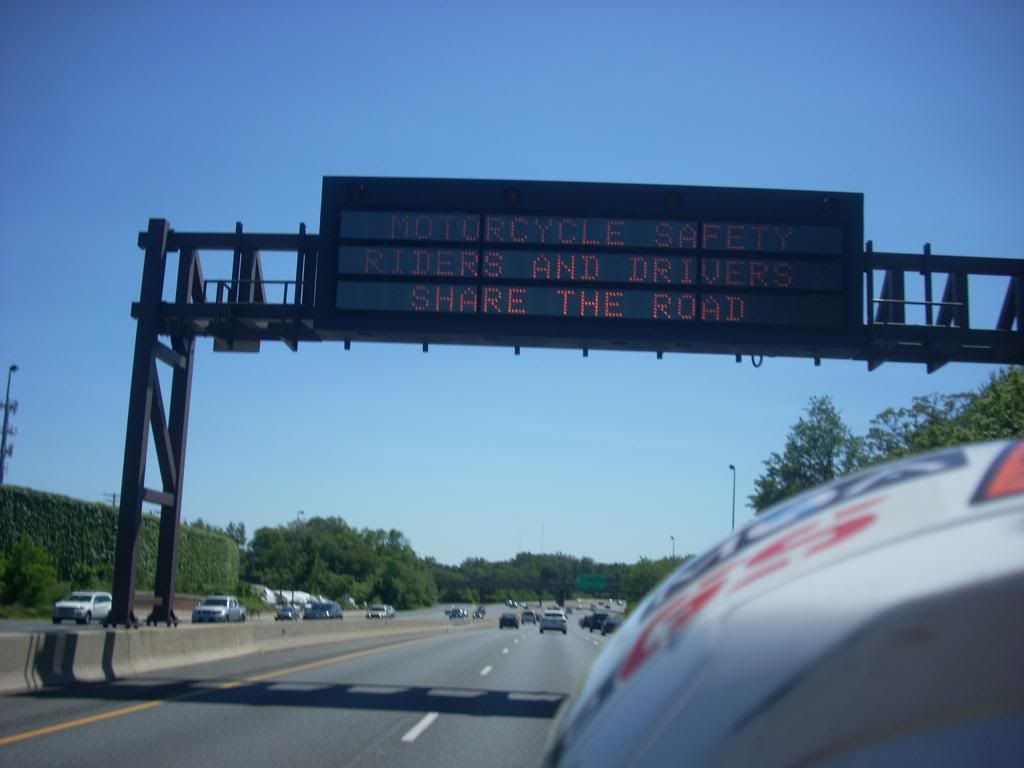 MOTORCYCLE SAFETY
RIDERS AND DRIVERS
SHARE THE ROAD